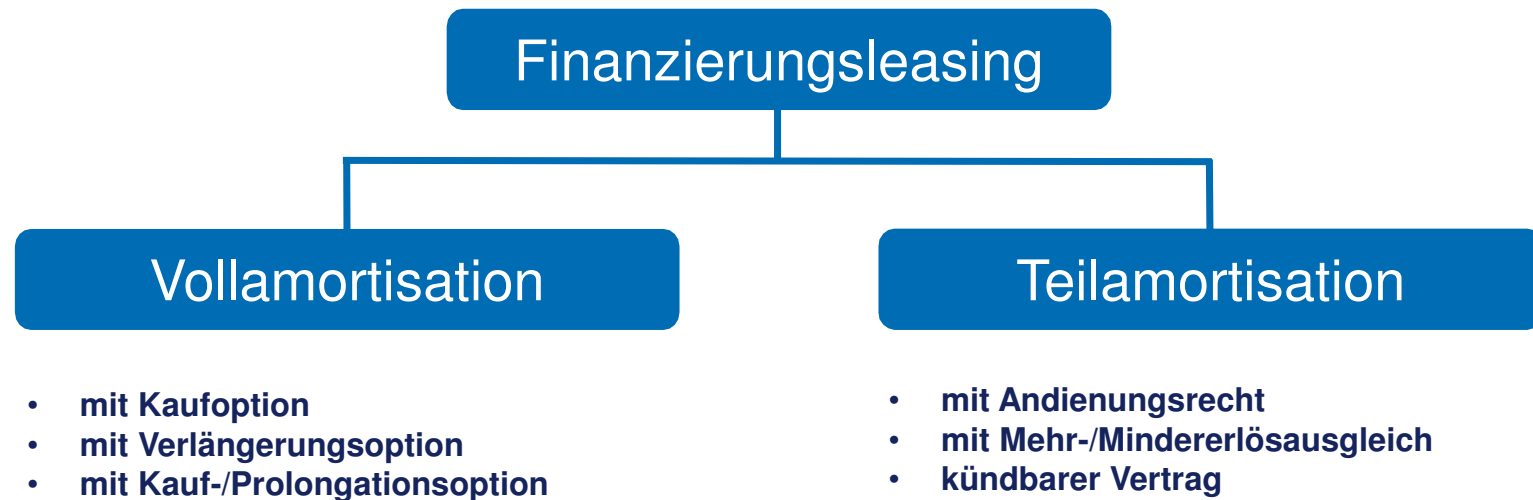 Finanzierungsleasing
Vollamortisation
• mit Kaufoption
• mit Verlängerungsoption
• mit Kauf-/Prolongationsoption
Teilamortisation
• mit Andienungsrecht
• mit Mehr-/Mindererlösausgleich
• kündbarer Vertrag